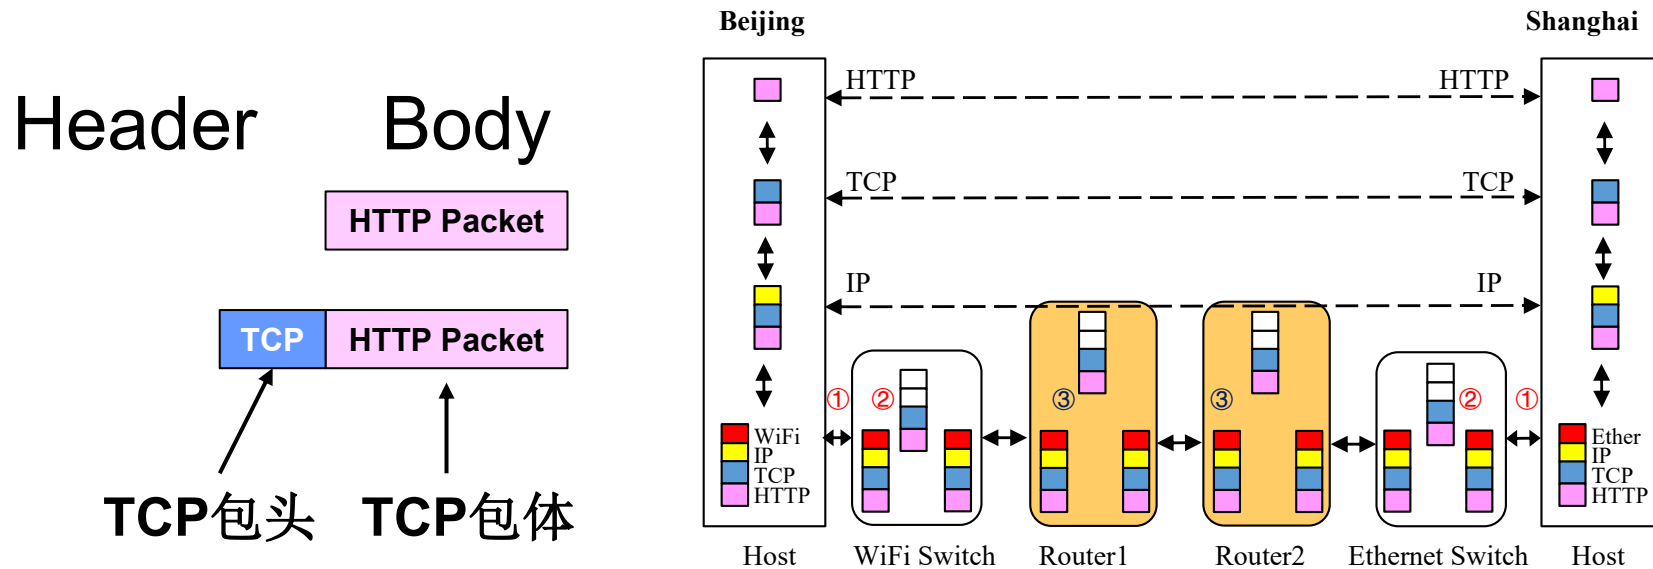 Header Body
HTTP Packet
TCP HTTP Packet
TCP包头 TCP包体
Beijing Shanghai
HTTP HTTP
TCP TCP
IP IP
① ② ③ ③ ② ①
WiFi Ether
IP IP
TCP TCP
HTTP HTTP
Host WiFi Switch Router1 Router2 Ethernet Switch Host